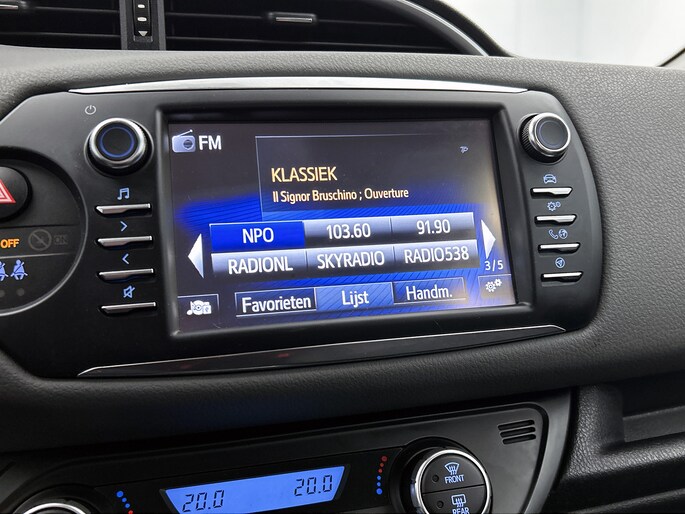 FM
TP
KLASSIEK
Il Signor Bruschino ; Ouverture
NPO 103.60 91.90
RADIONL SKYRADIO RADIO538
3/5
Favorieten Lijst Handm.
OFF
20.0 20.0
FRONT
REAR